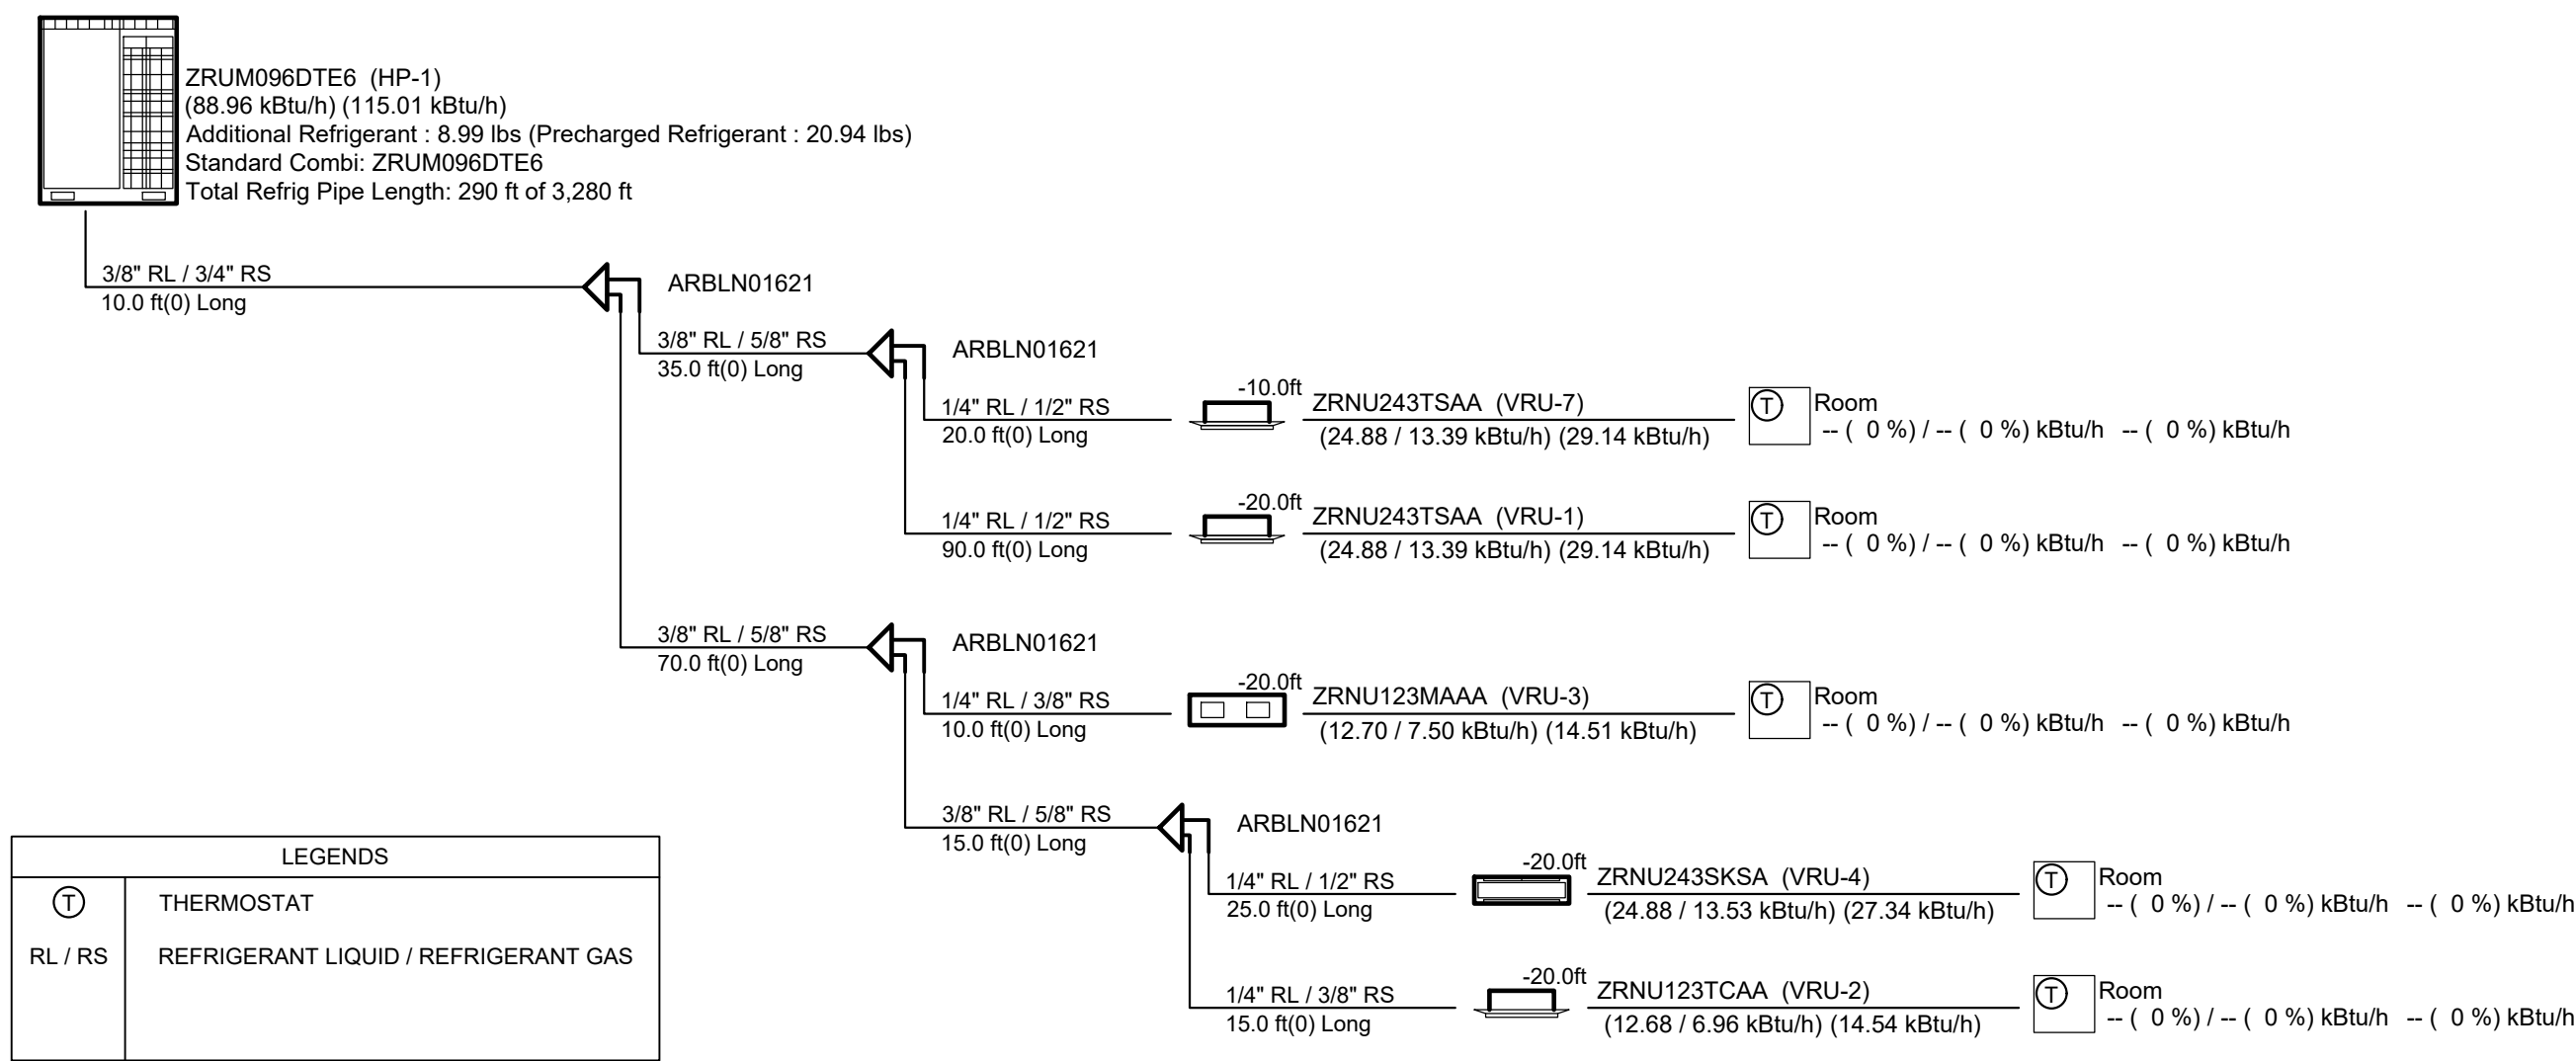 ZRUM096DTE6  (HP-1)
(88.96 kBtu/h) (115.01 kBtu/h)
Additional Refrigerant : 8.99 lbs (Precharged Refrigerant : 20.94 lbs)
Standard Combi: ZRUM096DTE6
Total Refrig Pipe Length: 290 ft of 3,280 ft
3/8" RL / 3/4" RS
10.0 ft(0) Long
ARBLN01621
3/8" RL / 5/8" RS
35.0 ft(0) Long
ARBLN01621
1/4" RL / 1/2" RS
20.0 ft(0) Long
-10.0ft
ZRNU243TSAA  (VRU-7)
(24.88 / 13.39 kBtu/h) (29.14 kBtu/h)
T
Room
-- ( 0 %) / -- ( 0 %) kBtu/h  -- ( 0 %) kBtu/h
1/4" RL / 1/2" RS
90.0 ft(0) Long
-20.0ft
ZRNU243TSAA  (VRU-1)
(24.88 / 13.39 kBtu/h) (29.14 kBtu/h)
T
Room
-- ( 0 %) / -- ( 0 %) kBtu/h  -- ( 0 %) kBtu/h
3/8" RL / 5/8" RS
70.0 ft(0) Long
ARBLN01621
1/4" RL / 3/8" RS
10.0 ft(0) Long
-20.0ft
ZRNU123MAAA  (VRU-3)
(12.70 / 7.50 kBtu/h) (14.51 kBtu/h)
T
Room
-- ( 0 %) / -- ( 0 %) kBtu/h  -- ( 0 %) kBtu/h
3/8" RL / 5/8" RS
15.0 ft(0) Long
ARBLN01621
1/4" RL / 1/2" RS
25.0 ft(0) Long
-20.0ft
ZRNU243SKSA  (VRU-4)
(24.88 / 13.53 kBtu/h) (27.34 kBtu/h)
T
Room
-- ( 0 %) / -- ( 0 %) kBtu/h  -- ( 0 %) kBtu/h
1/4" RL / 3/8" RS
15.0 ft(0) Long
-20.0ft
ZRNU123TCAA  (VRU-2)
(12.68 / 6.96 kBtu/h) (14.54 kBtu/h)
T
Room
-- ( 0 %) / -- ( 0 %) kBtu/h  -- ( 0 %) kBtu/h
LEGENDS
T THERMOSTAT
RL / RS REFRIGERANT LIQUID / REFRIGERANT GAS